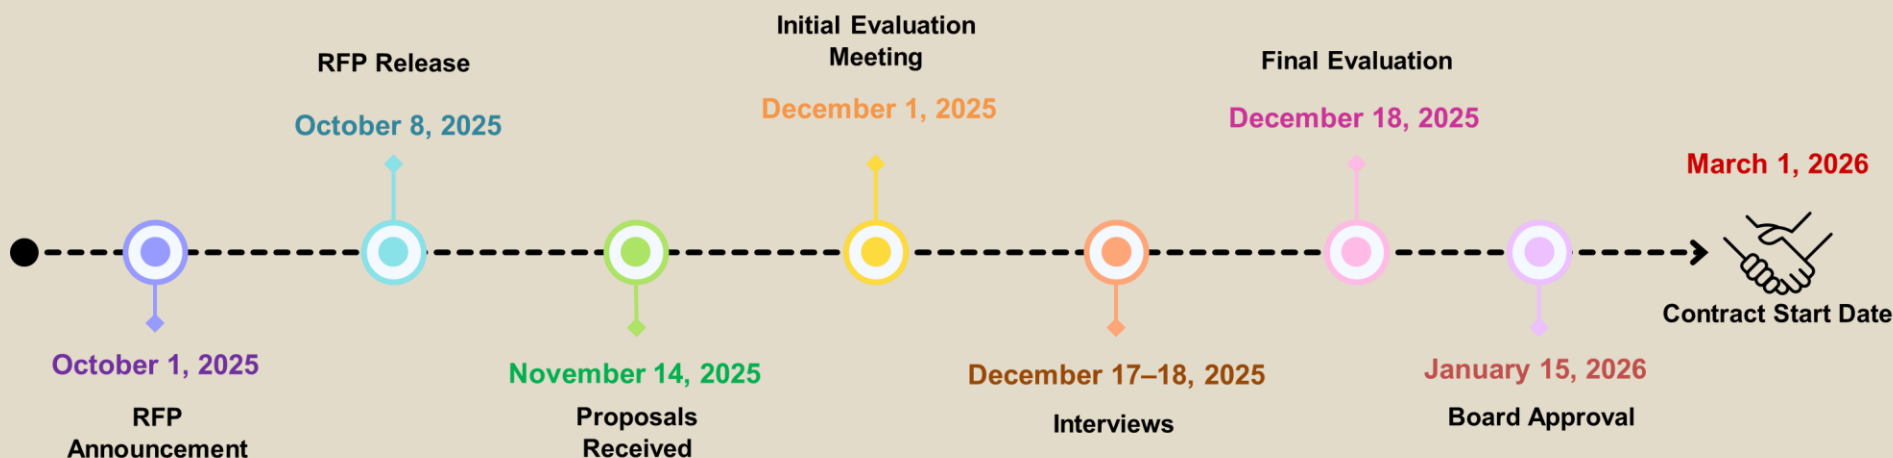 October 1, 2025
RFP
Announcement
RFP Release
October 8, 2025
November 14, 2025
Proposals
Received
Initial Evaluation
Meeting
December 1, 2025
December 17–18, 2025
Interviews
Final Evaluation
December 18, 2025
January 15, 2026
Board Approval
March 1, 2026
Contract Start Date